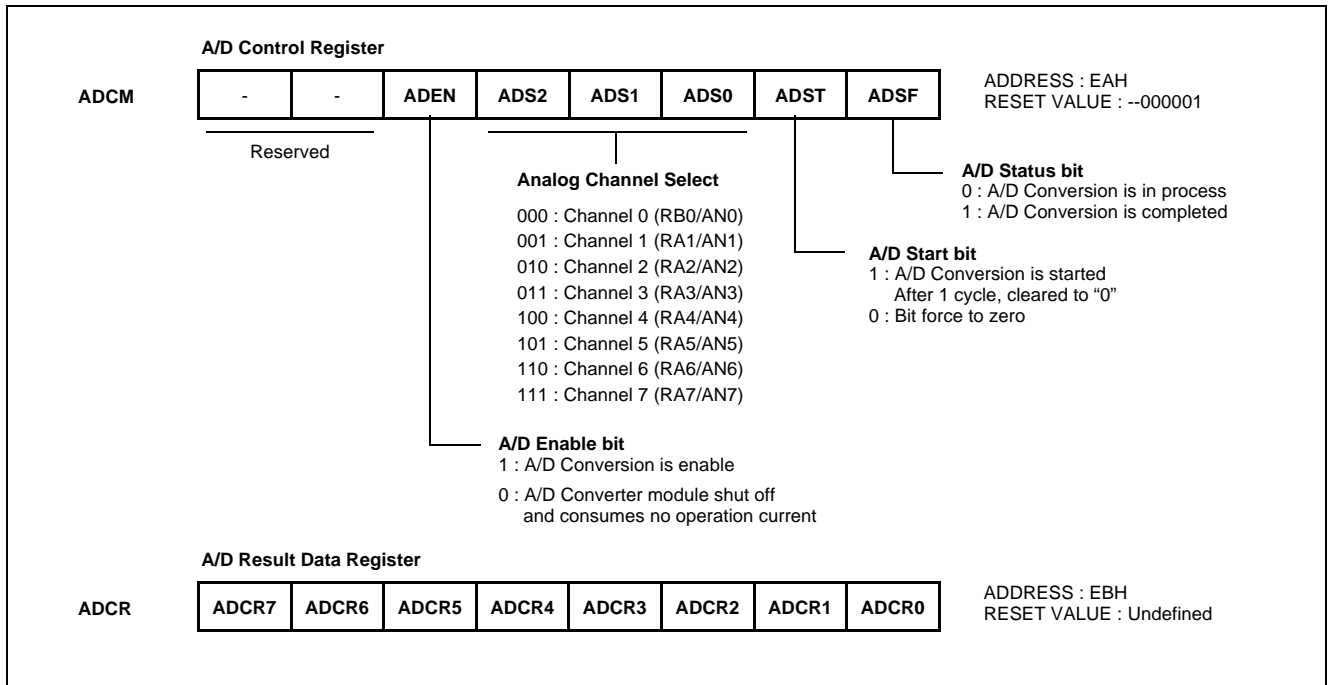 A/D Control Register
ADCM - - ADEN ADS2 ADS1 ADS0 ADST ADSF
ADDRESS : EAH
RESET VALUE : --000001
Reserved
Analog Channel Select
000 : Channel 0 (RB0/AN0)
001 : Channel 1 (RA1/AN1)
010 : Channel 2 (RA2/AN2)
011 : Channel 3 (RA3/AN3)
100 : Channel 4 (RA4/AN4)
101 : Channel 5 (RA5/AN5)
110 : Channel 6 (RA6/AN6)
111 : Channel 7 (RA7/AN7)
A/D Status bit
0 : A/D Conversion is in process
1 : A/D Conversion is completed
A/D Start bit
1 : A/D Conversion is started
After 1 cycle, cleared to “0”
0 : Bit force to zero
A/D Enable bit
1 : A/D Conversion is enable
0 : A/D Converter module shut off
and consumes no operation current
A/D Result Data Register
ADCR ADCR7 ADCR6 ADCR5 ADCR4 ADCR3 ADCR2 ADCR1 ADCR0
ADDRESS : EBH
RESET VALUE : Undefined